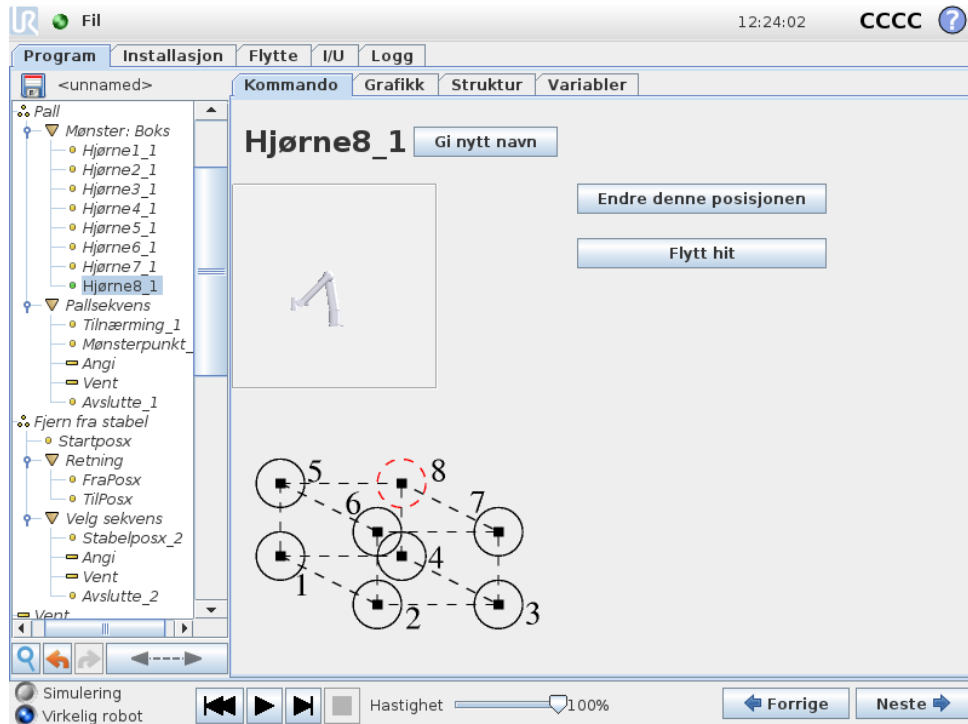 UR Fil 12:24:02 CCCC ?
Program Installasjon Flytte I/U Logg
<unnamed>
Pall
Mønster: Boks
Hjørne1_1
Hjørne2_1
Hjørne3_1
Hjørne4_1
Hjørne5_1
Hjørne6_1
Hjørne7_1
Hjørne8_1
Pallsekvens
Tilnærming_1
Mønsterpunkt_
Angi
Vent
Avslutte_1
Fjern fra stabel
Startposx
Retning
FraPosx
TilPosx
Velg sekvens
Stabelposx_2
Angi
Vent
Avslutte_2
Vent
Kommando Grafikk Struktur Variabler
Hjørne8_1 Gi nytt navn
Endre denne posisjonen
Flytt hit
5 8
6 7
4
1 2 3
Simulering
Virkelig robot
Hastighet 100%
Forrige Neste